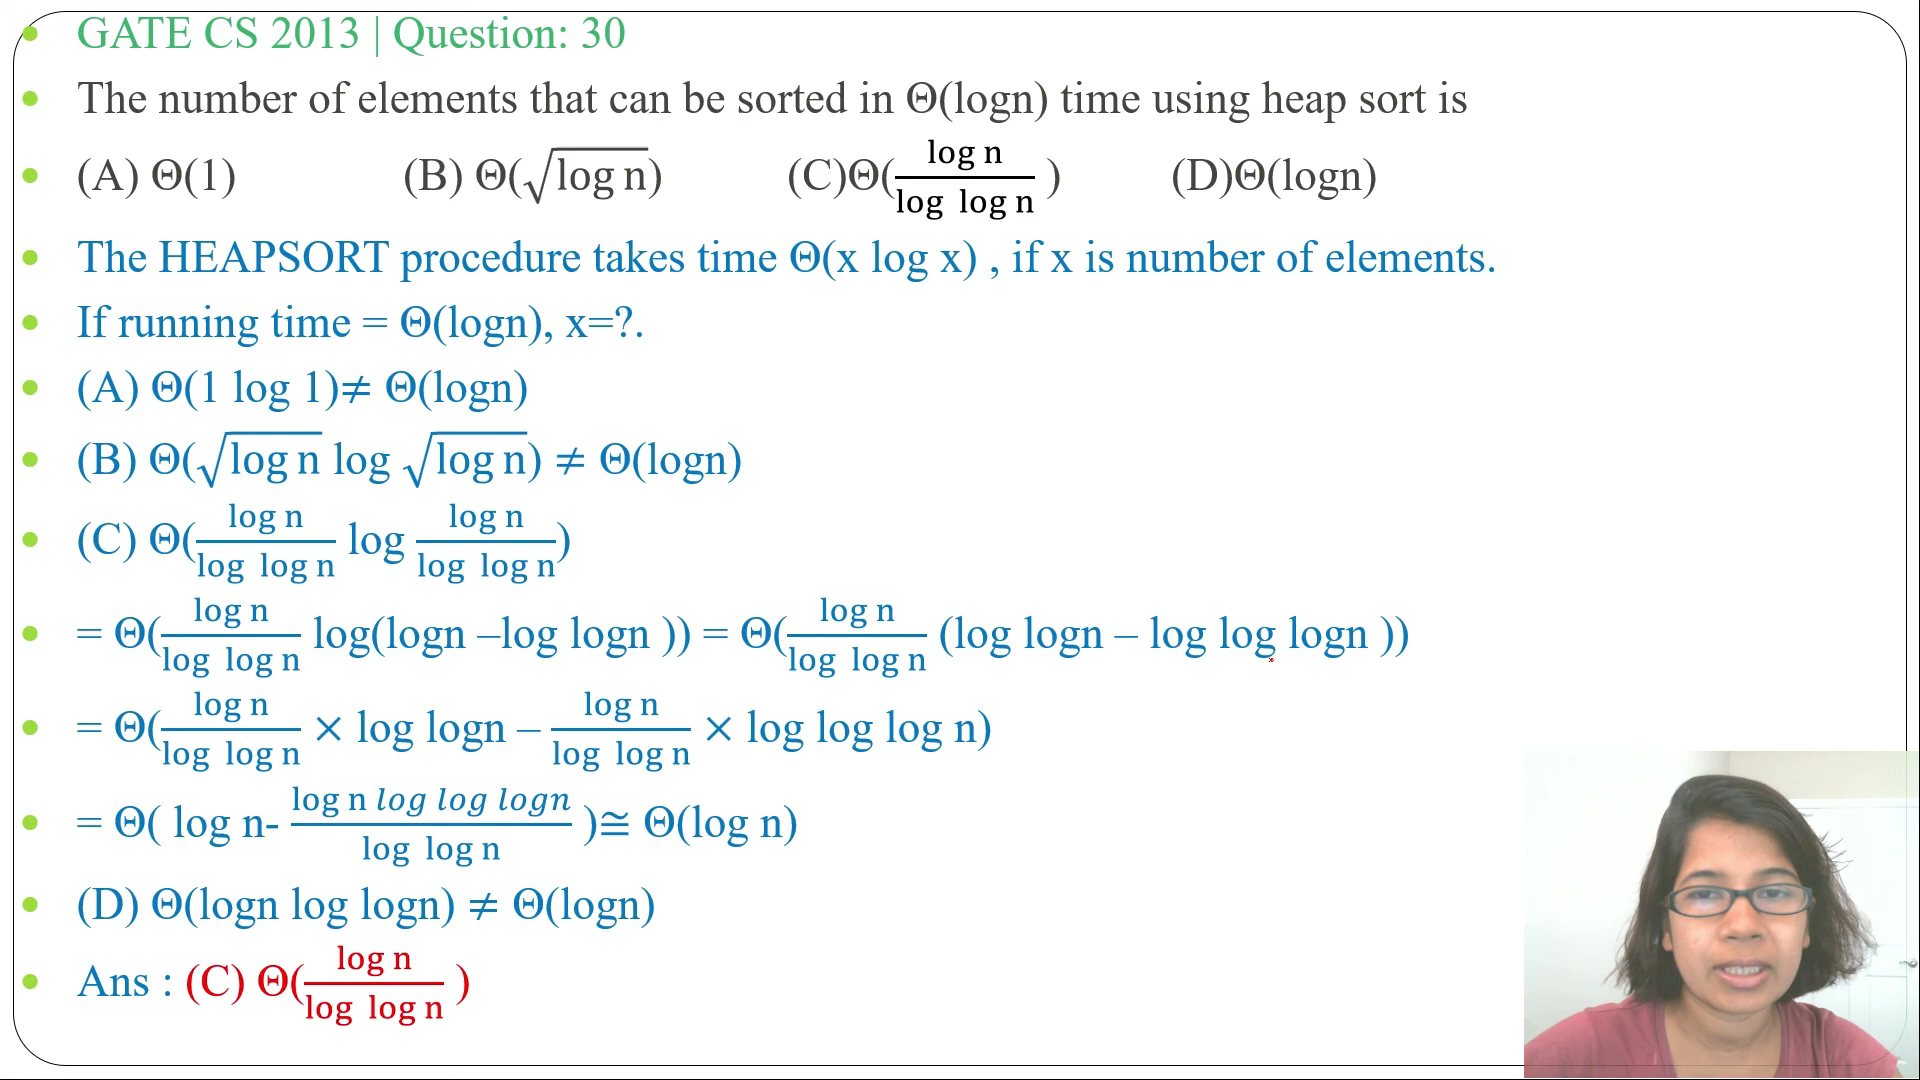 GATE CS 2013 | Question: 30
The number of elements that can be sorted in Θ(logn) time using heap sort is
(A) Θ(1) (B) Θ(√log n) (C)Θ(log n / log log n) (D)Θ(logn)
The HEAPSORT procedure takes time Θ(x log x) , if x is number of elements.
If running time = Θ(logn), x=?.
(A) Θ(1 log 1)≠ Θ(logn)
(B) Θ(√log n log √log n) ≠ Θ(logn)
(C) Θ(log n / log log n log log n / log log n)
= Θ(log n / log log n log(logn –log logn )) = Θ(log n / log log n (log logn – log log logn ))
= Θ(log n / log log n × log logn – log n / log log n × log log log n)
= Θ( log n- log n log log logn / log log n )≅ Θ(log n)
(D) Θ(logn log logn) ≠ Θ(logn)
Ans : (C) Θ(log n / log log n )